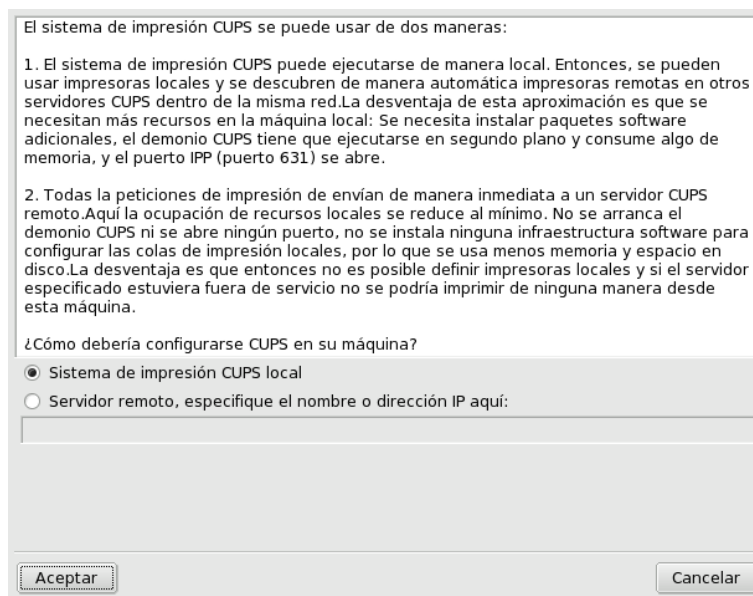 El sistema de impresión CUPS se puede usar de dos maneras:
1. El sistema de impresión CUPS puede ejecutarse de manera local. Entonces, se pueden
usar impresoras locales y se descubren de manera automática impresoras remotas en otros
servidores CUPS dentro de la misma red.La desventaja de esta aproximación es que se
necesitan más recursos en la máquina local: Se necesita instalar paquetes software
adicionales, el demonio CUPS tiene que ejecutarse en segundo plano y consume algo de
memoria, y el puerto IPP (puerto 631) se abre.
2. Todas la peticiones de impresión de envían de manera inmediata a un servidor CUPS
remoto.Aquí la ocupación de recursos locales se reduce al mínimo. No se arranca el
demonio CUPS ni se abre ningún puerto, no se instala ninguna infraestructura software para
configurar las colas de impresión locales, por lo que se usa menos memoria y espacio en
disco.La desventaja es que entonces no es posible definir impresoras locales y si el servidor
especificado estuviera fuera de servicio no se podría imprimir de ninguna manera desde
esta máquina.
¿Cómo debería configurarse CUPS en su máquina?
Sistema de impresión CUPS local
Servidor remoto, especifique el nombre o dirección IP aquí:
Aceptar
Cancelar